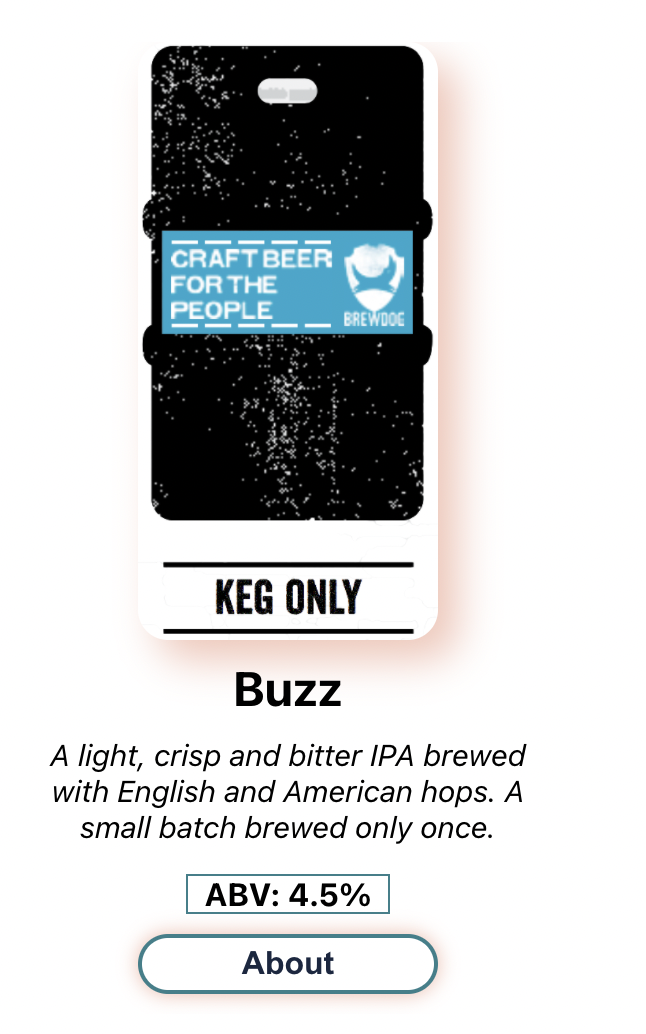 CRAFT BEER
FOR THE
PEOPLE
BREWDOG
KEG ONLY
Buzz
A light, crisp and bitter IPA brewed
with English and American hops. A
small batch brewed only once.
ABV: 4.5%
About